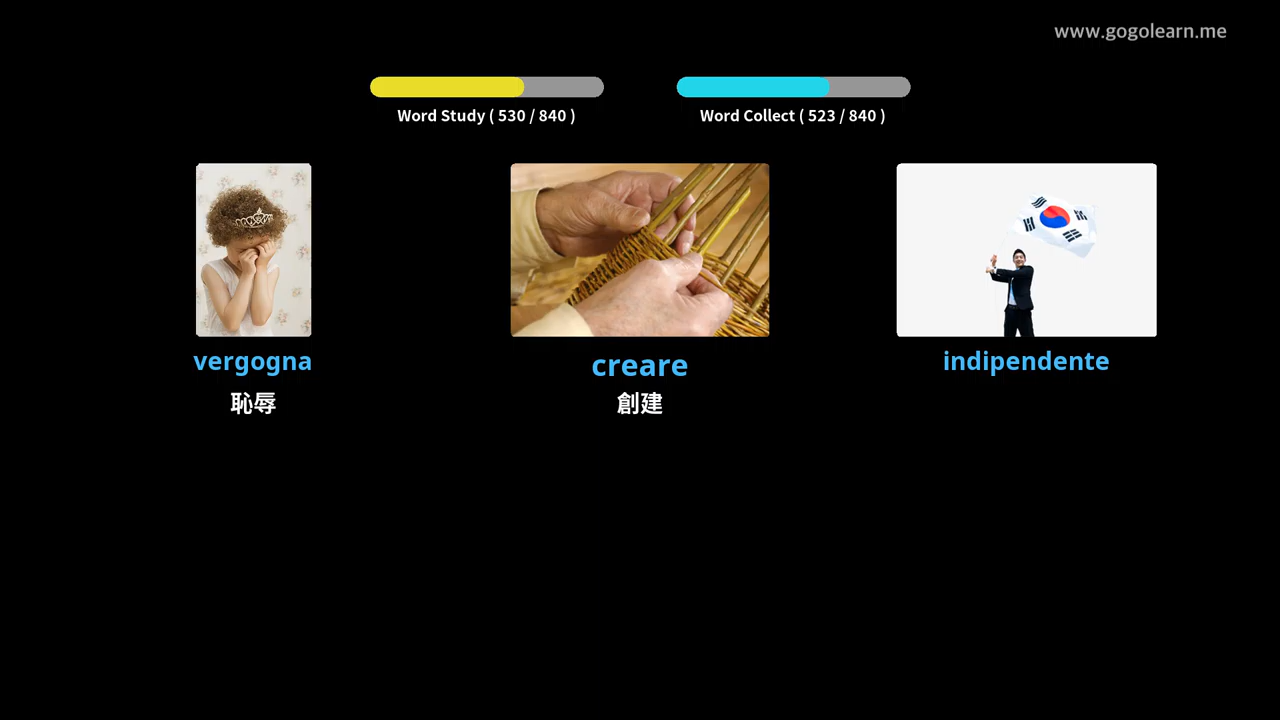 www.gogolearn.me
Word Study ( 530 / 840 )
Word Collect ( 523 / 840 )
vergogna
恥辱
creare
創建
indipendente